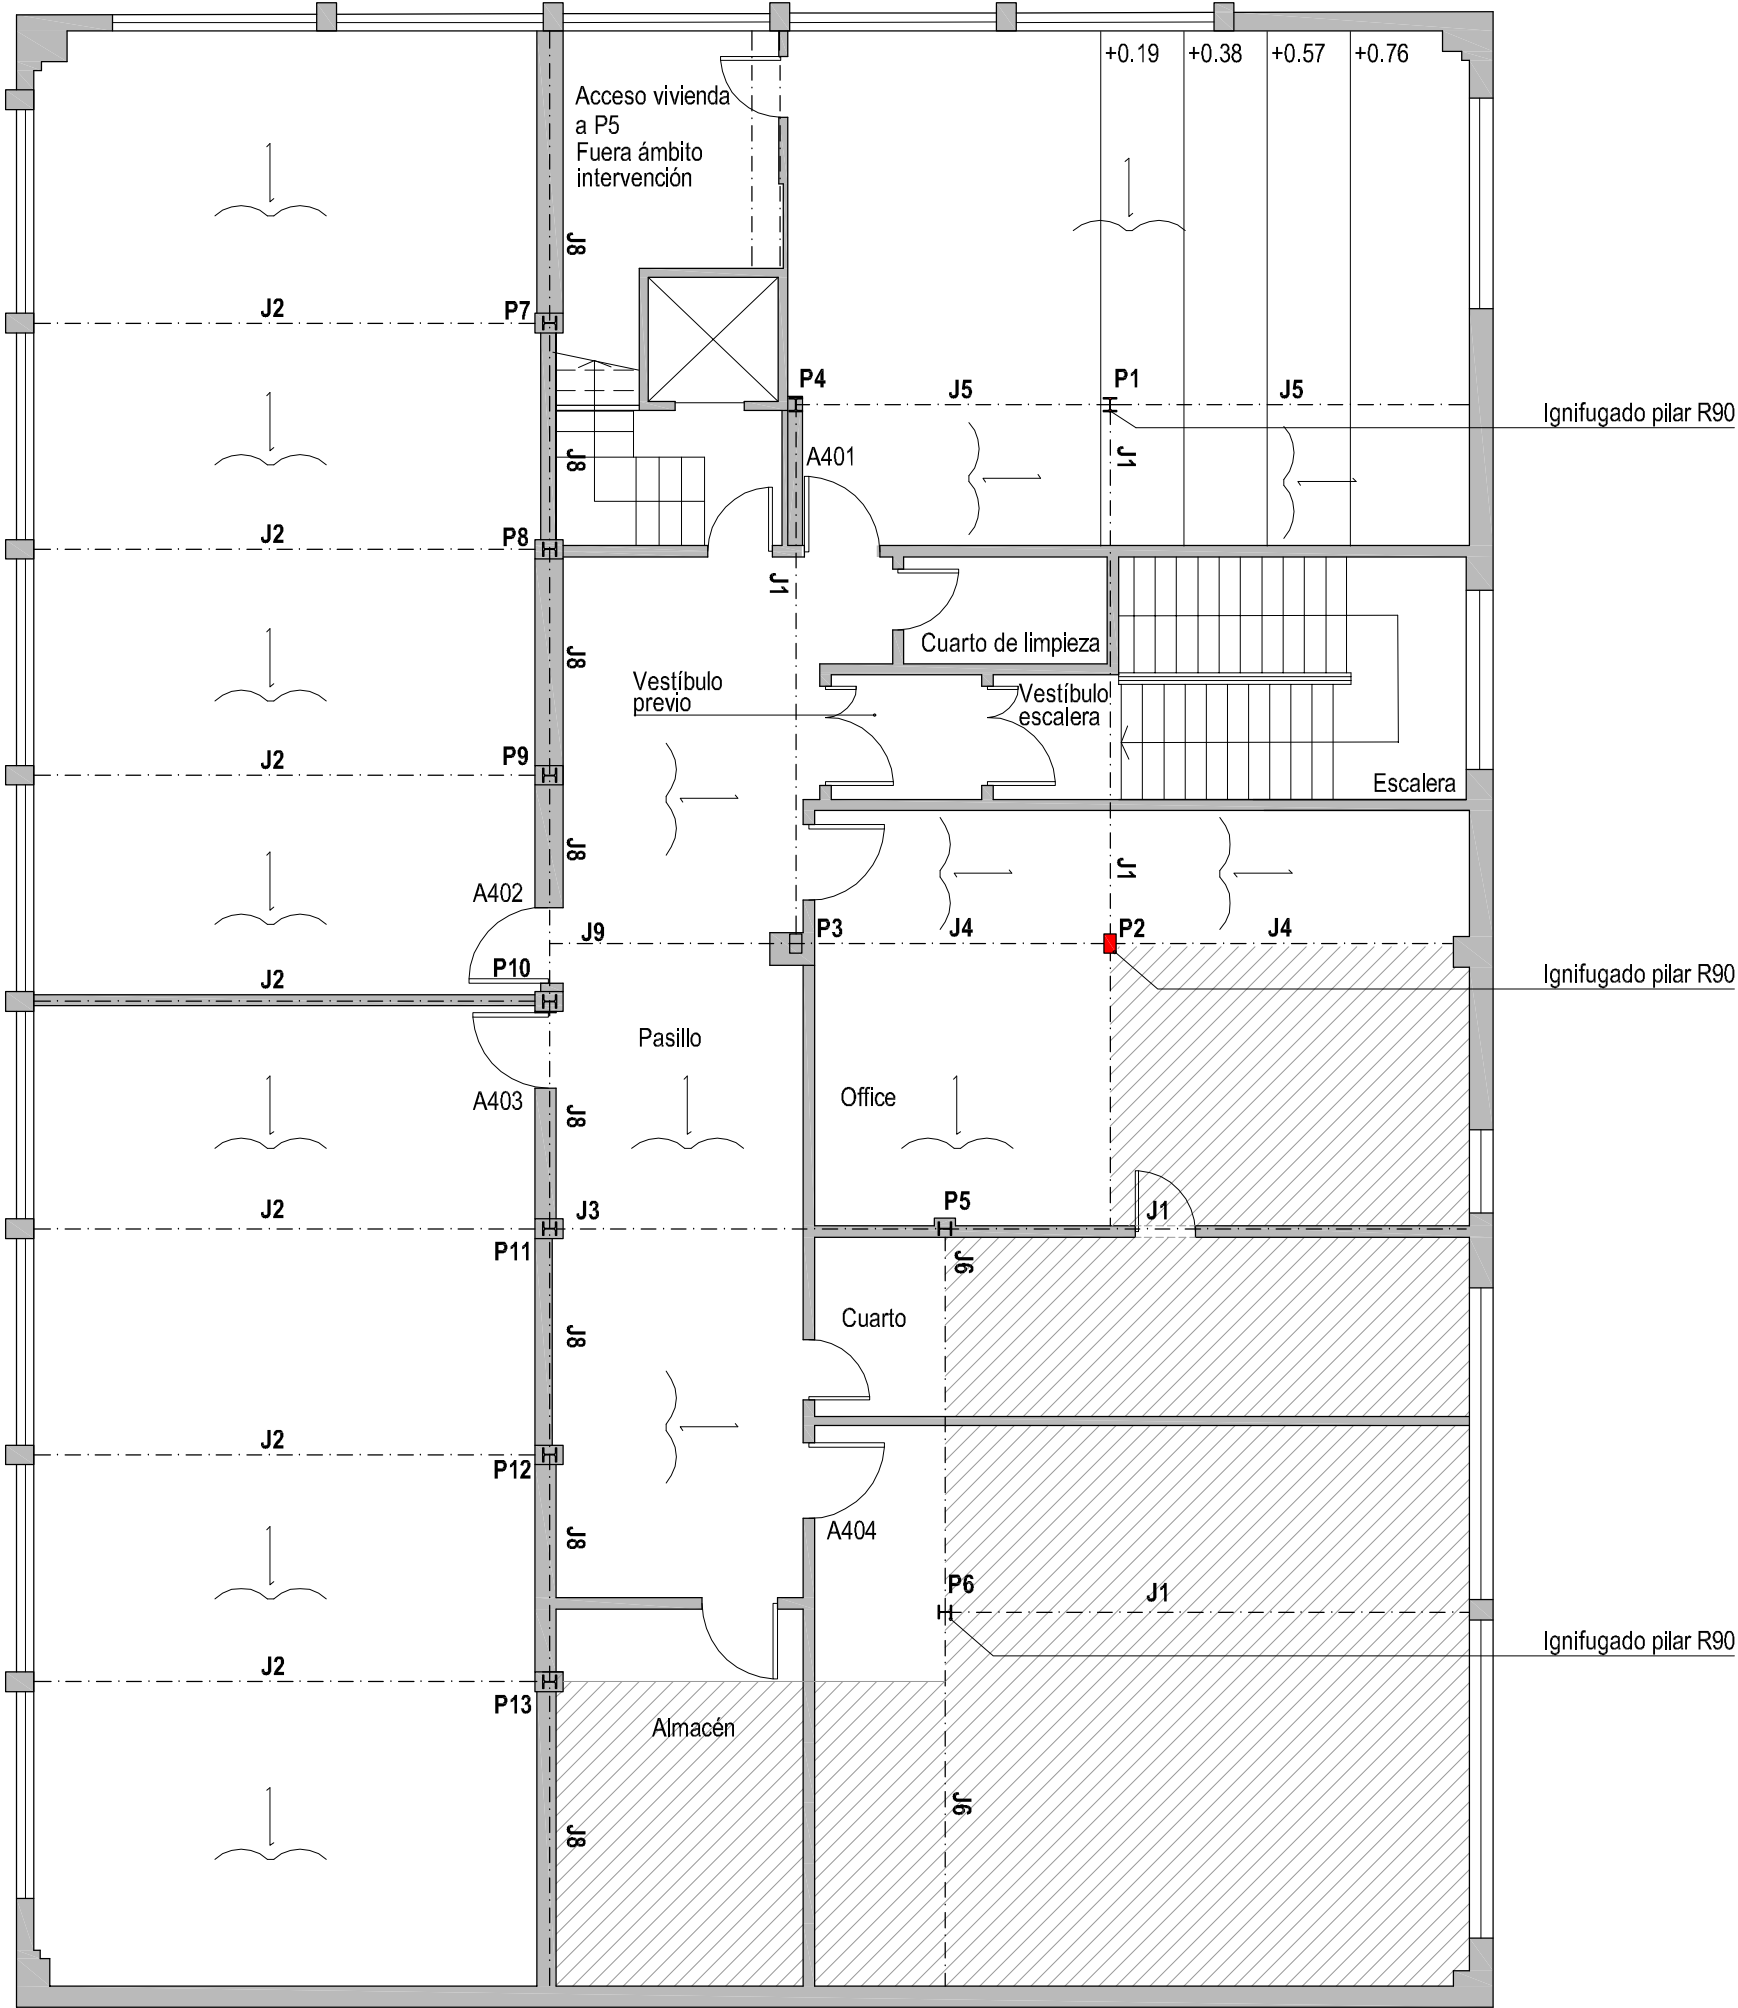 +0.19 +0.38 +0.57 +0.76
Acceso vivienda
a P5
Fuera ámbito
intervención
J8
J2
P7
P4
J5
P1
J5
Ignifugado pilar R90
J8
A401
J1
J2
P8
J1
J8
Cuarto de limpieza
Vestíbulo
previo
Vestíbulo
escalera
J2
P9
Escalera
J8
J1
A402
J9
P3
J4
P2
J4
P10
J2
Ignifugado pilar R90
Pasillo
A403
J8
Office
J2
J3
P5
J1
P11
J6
J8
Cuarto
J2
P12
J8
A404
P6
J1
Ignifugado pilar R90
J2
P13
Almacén
J8
J6